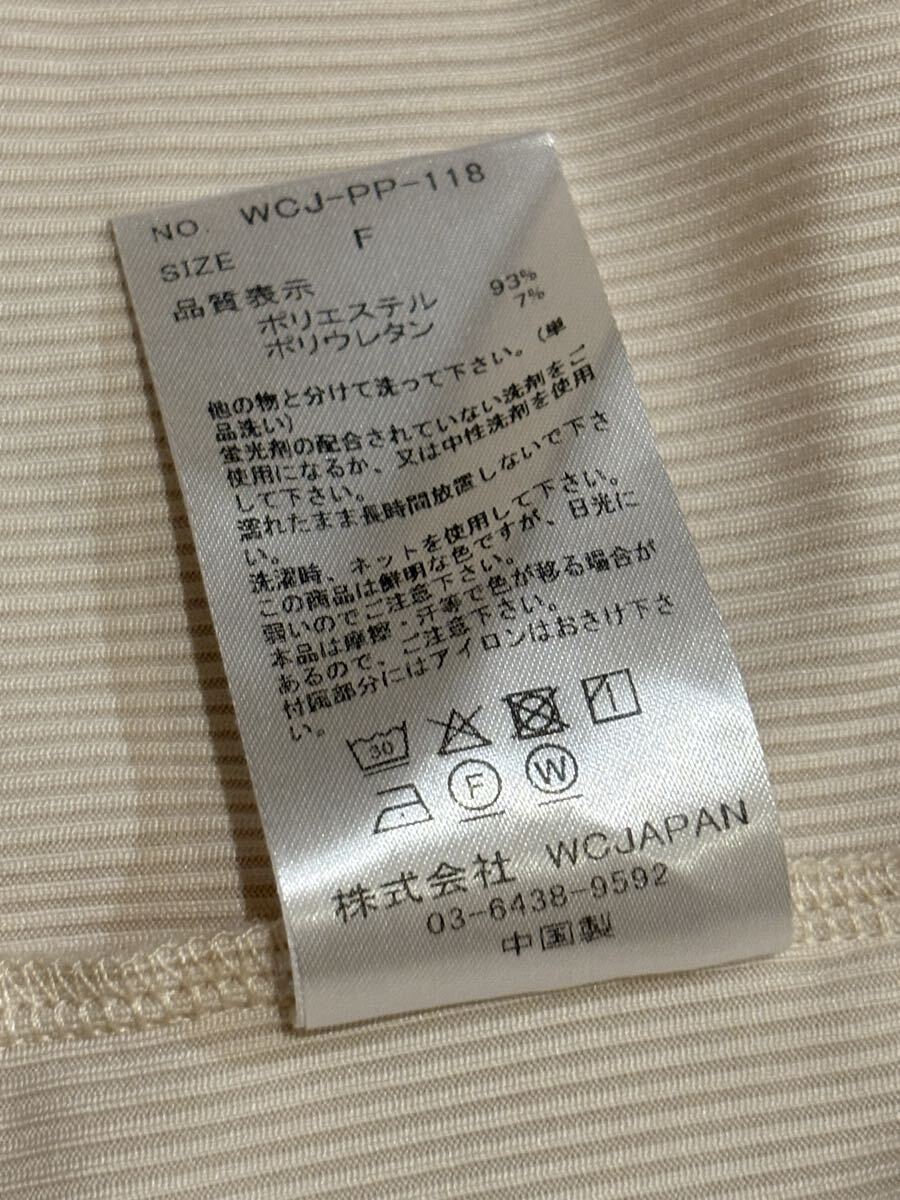 NO. WCJ-PP-118
SIZE F
品質表示
ポリエステル 93%
ポリウレタン 7%
他の物と分けて洗って下さい。(単
品洗い)
蛍光剤の配合されていない洗剤をご
使用になるか、又は中性洗剤を使用
して下さい。
濡れたまま長時間放置しないで下さ
い。
洗濯時、ネットを使用して下さい。
この商品は鮮明な色ですが、日光に
弱いのでご注意下さい。
本品は摩擦・汗等で色が移る場合が
あるので、ご注意下さい。
付属部分にはアイロンはおさけ下さ
い。
30
F W
株式会社 WCJAPAN
03-6438-9592
中国製